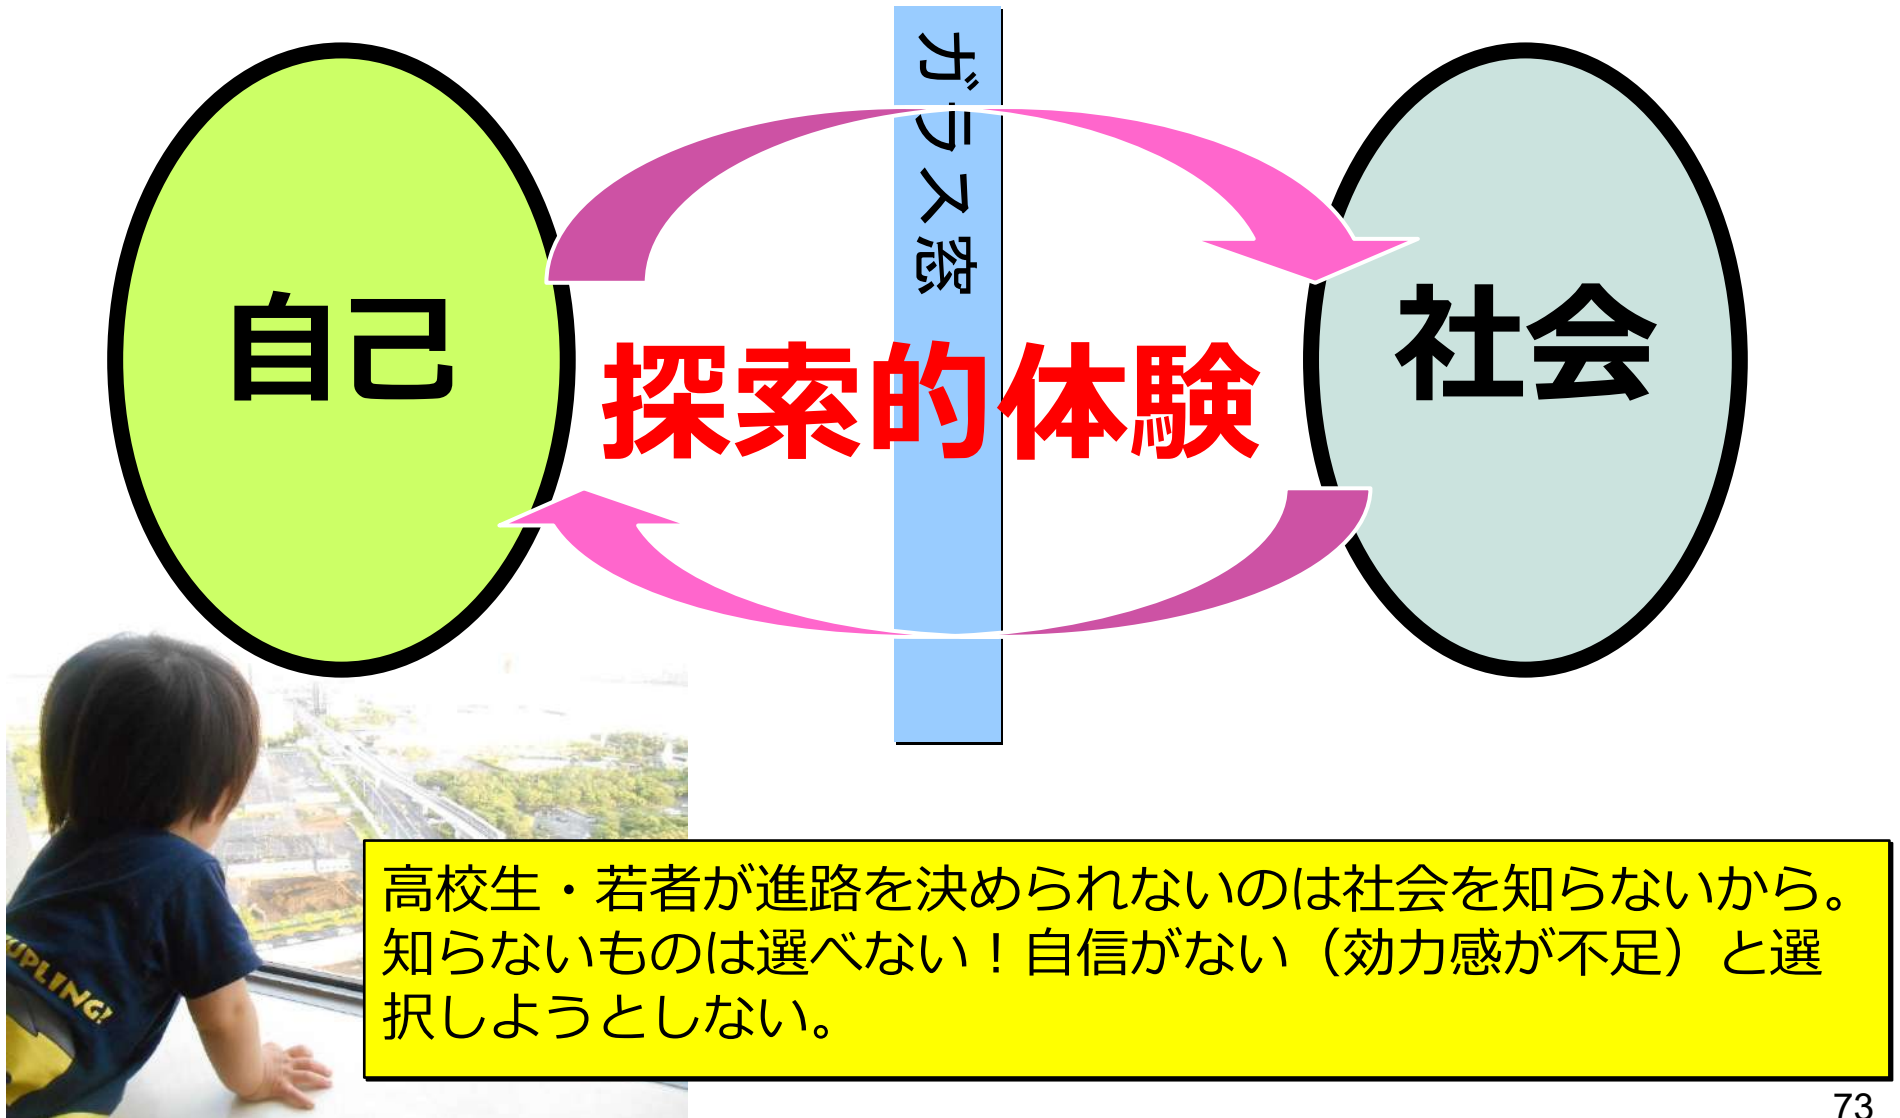 ガラス窓
自己
社会
探索的体験
UPLING!
高校生・若者が進路を決められないのは社会を知らないから。
知らないものは選べない！自信がない（効力感が不足）と選
択しようとしない。
73